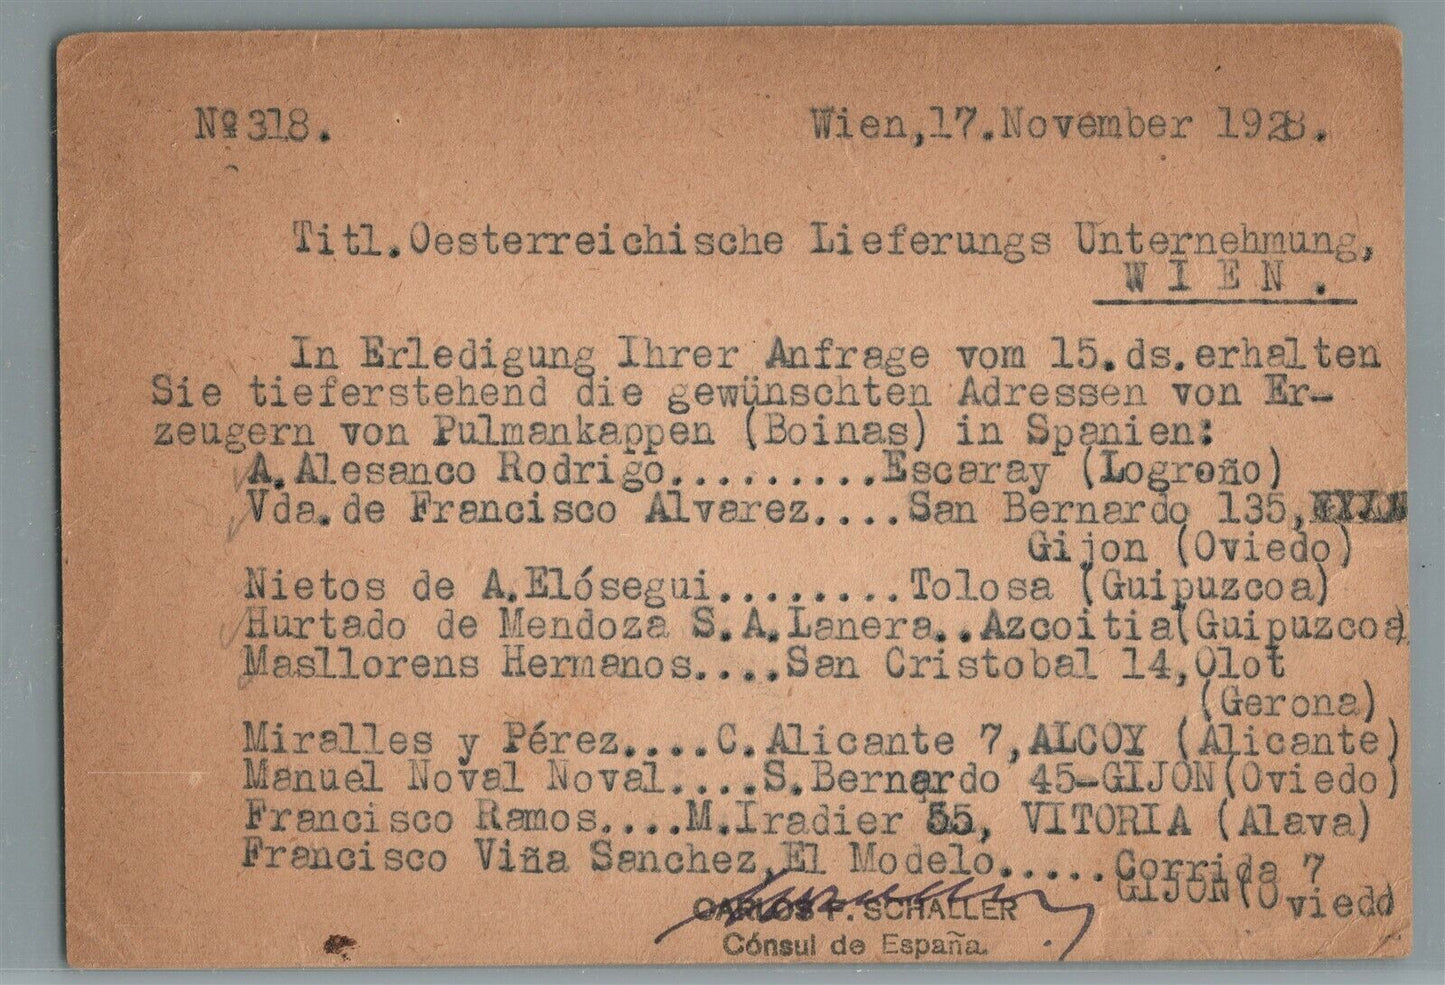 Nº 318. Wien,17.November 1928.
Titl.Oesterreichische Lieferungs Unternehmung,
WIEN.
In Erledigung Ihrer Anfrage vom 15.ds.erhalten
Sie tieferstehend die gewünschten Adressen von Er-
zeugern von Pulmankappen (Boinas) in Spanien:
A.Alesanco Rodrigo..........Escaray (Logroño)
Vda.de Francisco Alvarez....San Bernardo 135,
Gijon (Oviedo)
Nietos de A.Elósegui........Tolosa (Guipuzcoa)
Hurtado de Mendoza S.A.Lanera..Azcoitia(Guipuzcoa)
Masllorens Hermanos....San Cristobal 14,Olot
(Gerona)
Miralles y Pérez....C.Alicante 7,ALCOY (Alicante)
Manuel Noval Noval....S.Bernardo 45-GIJON(Oviedo)
Francisco Ramos....M.Iradier 55, VITORIA (Alava)
Francisco Viña Sanchez,El Modelo.....Corrida 7
GIJON(Oviedo
CARLOS F. SCHALLER
Cónsul de España.